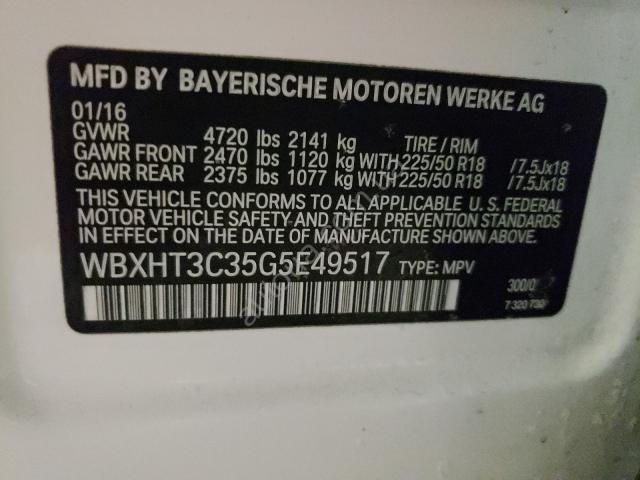 MFD BY BAYERISCHE MOTOREN WERKE AG
01/16
GVWR 4720 lbs 2141 kg TIRE / RIM
GAWR FRONT 2470 lbs 1120 kg WITH 225/50 R18 /7.5Jx18
GAWR REAR 2375 lbs 1077 kg WITH 225/50 R18 /7.5Jx18
THIS VEHICLE CONFORMS TO ALL APPLICABLE U. S. FEDERAL
MOTOR VEHICLE SAFETY AND THEFT PREVENTION STANDARDS
IN EFFECT ON THE DATE OF MANUFACTURE SHOWN ABOVE.
WBXHT3C35G5E49517 TYPE: MPV
7 320 730